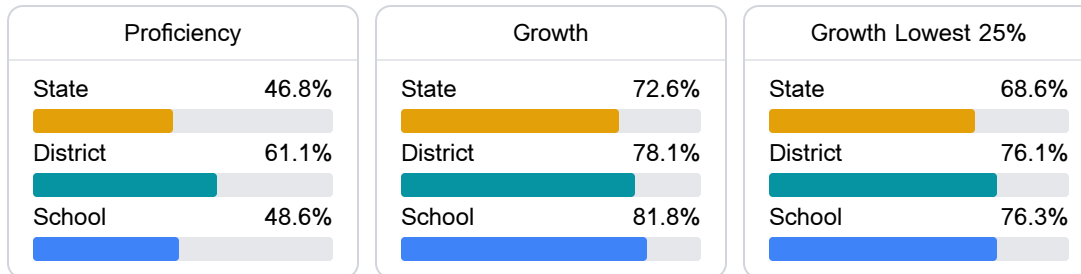 Proficiency
State 46.8%
District 61.1%
School 48.6%
Growth
State 72.6%
District 78.1%
School 81.8%
Growth Lowest 25%
State 68.6%
District 76.1%
School 76.3%